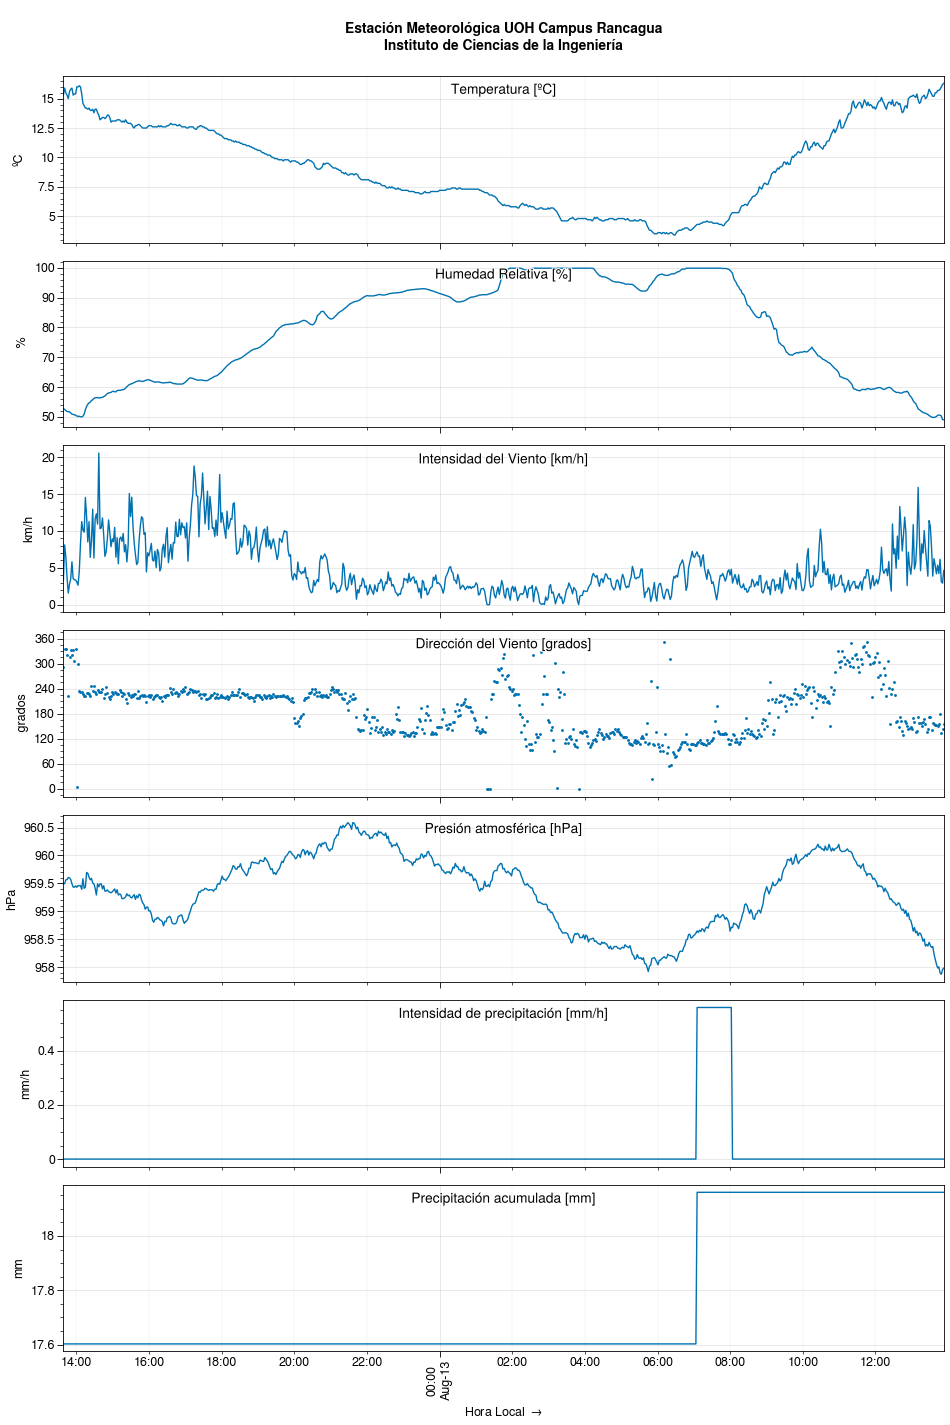 Estación Meteorológica UOH Campus Rancagua
Instituto de Ciencias de la Ingeniería
Temperatura [ºC]
15
12.5
10
7.5
5
ºC
Humedad Relativa [%]
100
90
80
70
60
50
%
Intensidad del Viento [km/h]
20
15
10
5
0
km/h
Dirección del Viento [grados]
360
300
240
180
120
60
0
grados
Presión atmosférica [hPa]
960.5
960
959.5
959
958.5
958
hPa
Intensidad de precipitación [mm/h]
0.4
0.2
0
mm/h
Precipitación acumulada [mm]
18
17.8
17.6
mm
14:00 16:00 18:00 20:00 22:00 00:00 02:00 04:00 06:00 08:00 10:00 12:00
Aug-13
Hora Local →